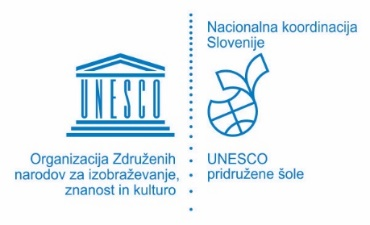 UNESCO
Organizacija Združenih
narodov za izobraževanje,
znanost in kulturo
Nacionalna koordinacija
Slovenije
UNESCO
pridružene šole